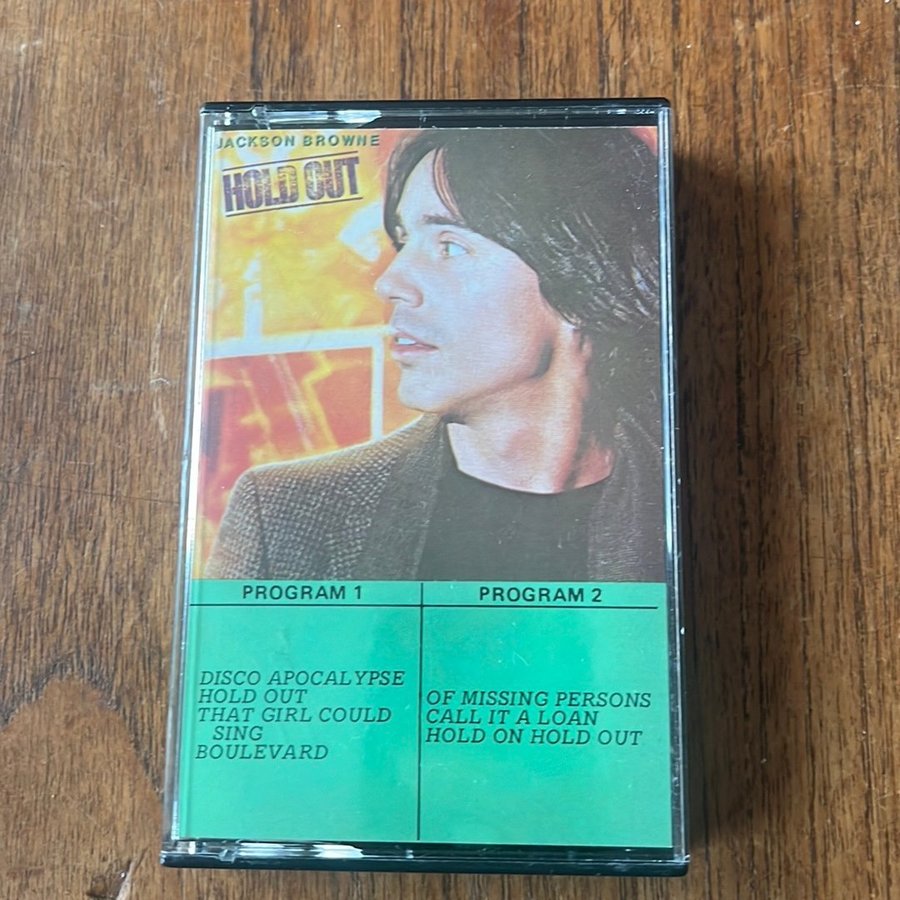 JACKSON BROWNE
HOLD OUT
PROGRAM 1
DISCO APOCALYPSE
HOLD OUT
THAT GIRL COULD
SING
BOULEVARD
PROGRAM 2
OF MISSING PERSONS
CALL IT A LOAN
HOLD ON HOLD OUT